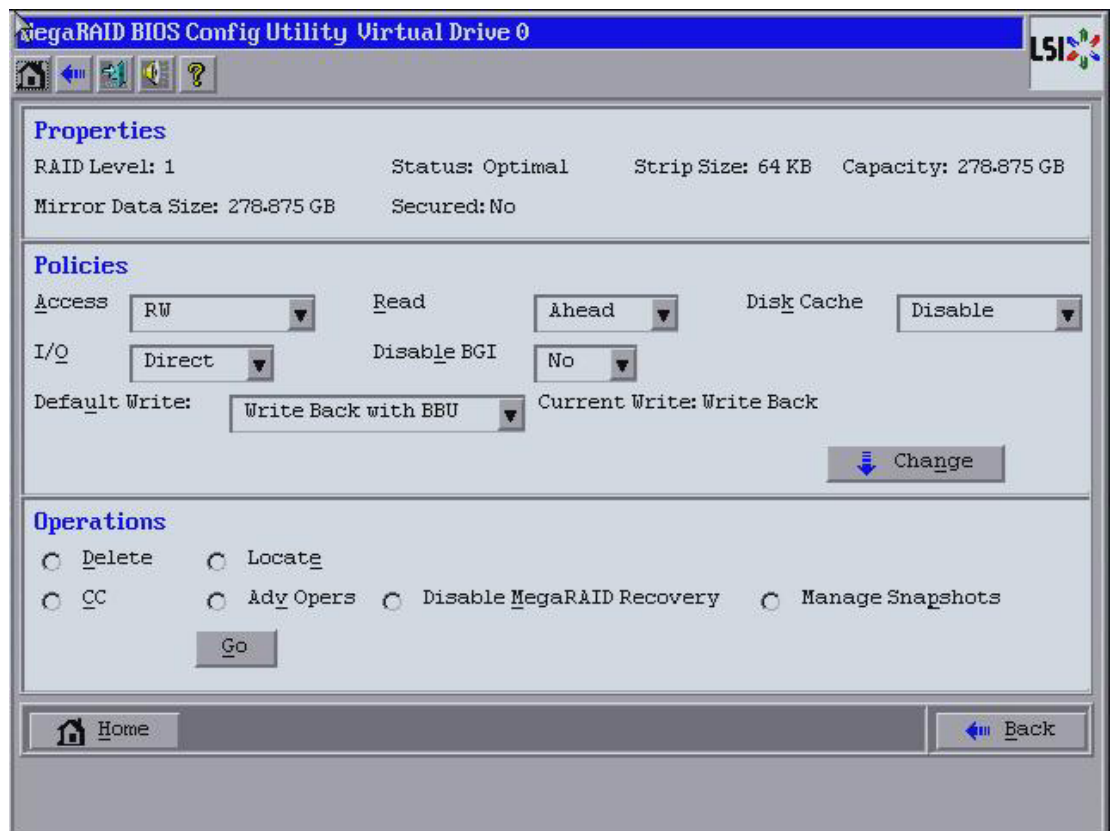 MegaRAID BIOS Config Utility Virtual Drive 0
LSI
Properties
RAID Level: 1 Status: Optimal Strip Size: 64 KB Capacity: 278.875 GB
Mirror Data Size: 278.875 GB Secured: No
Policies
Access RW Read Ahead Disk Cache Disable
I/O Direct Disable BGI No
Default Write: Write Back with BBU Current Write: Write Back
Change
Operations
Delete Locate
CC Adv Opers Disable MegaRAID Recovery Manage Snapshots
Go
Home Back